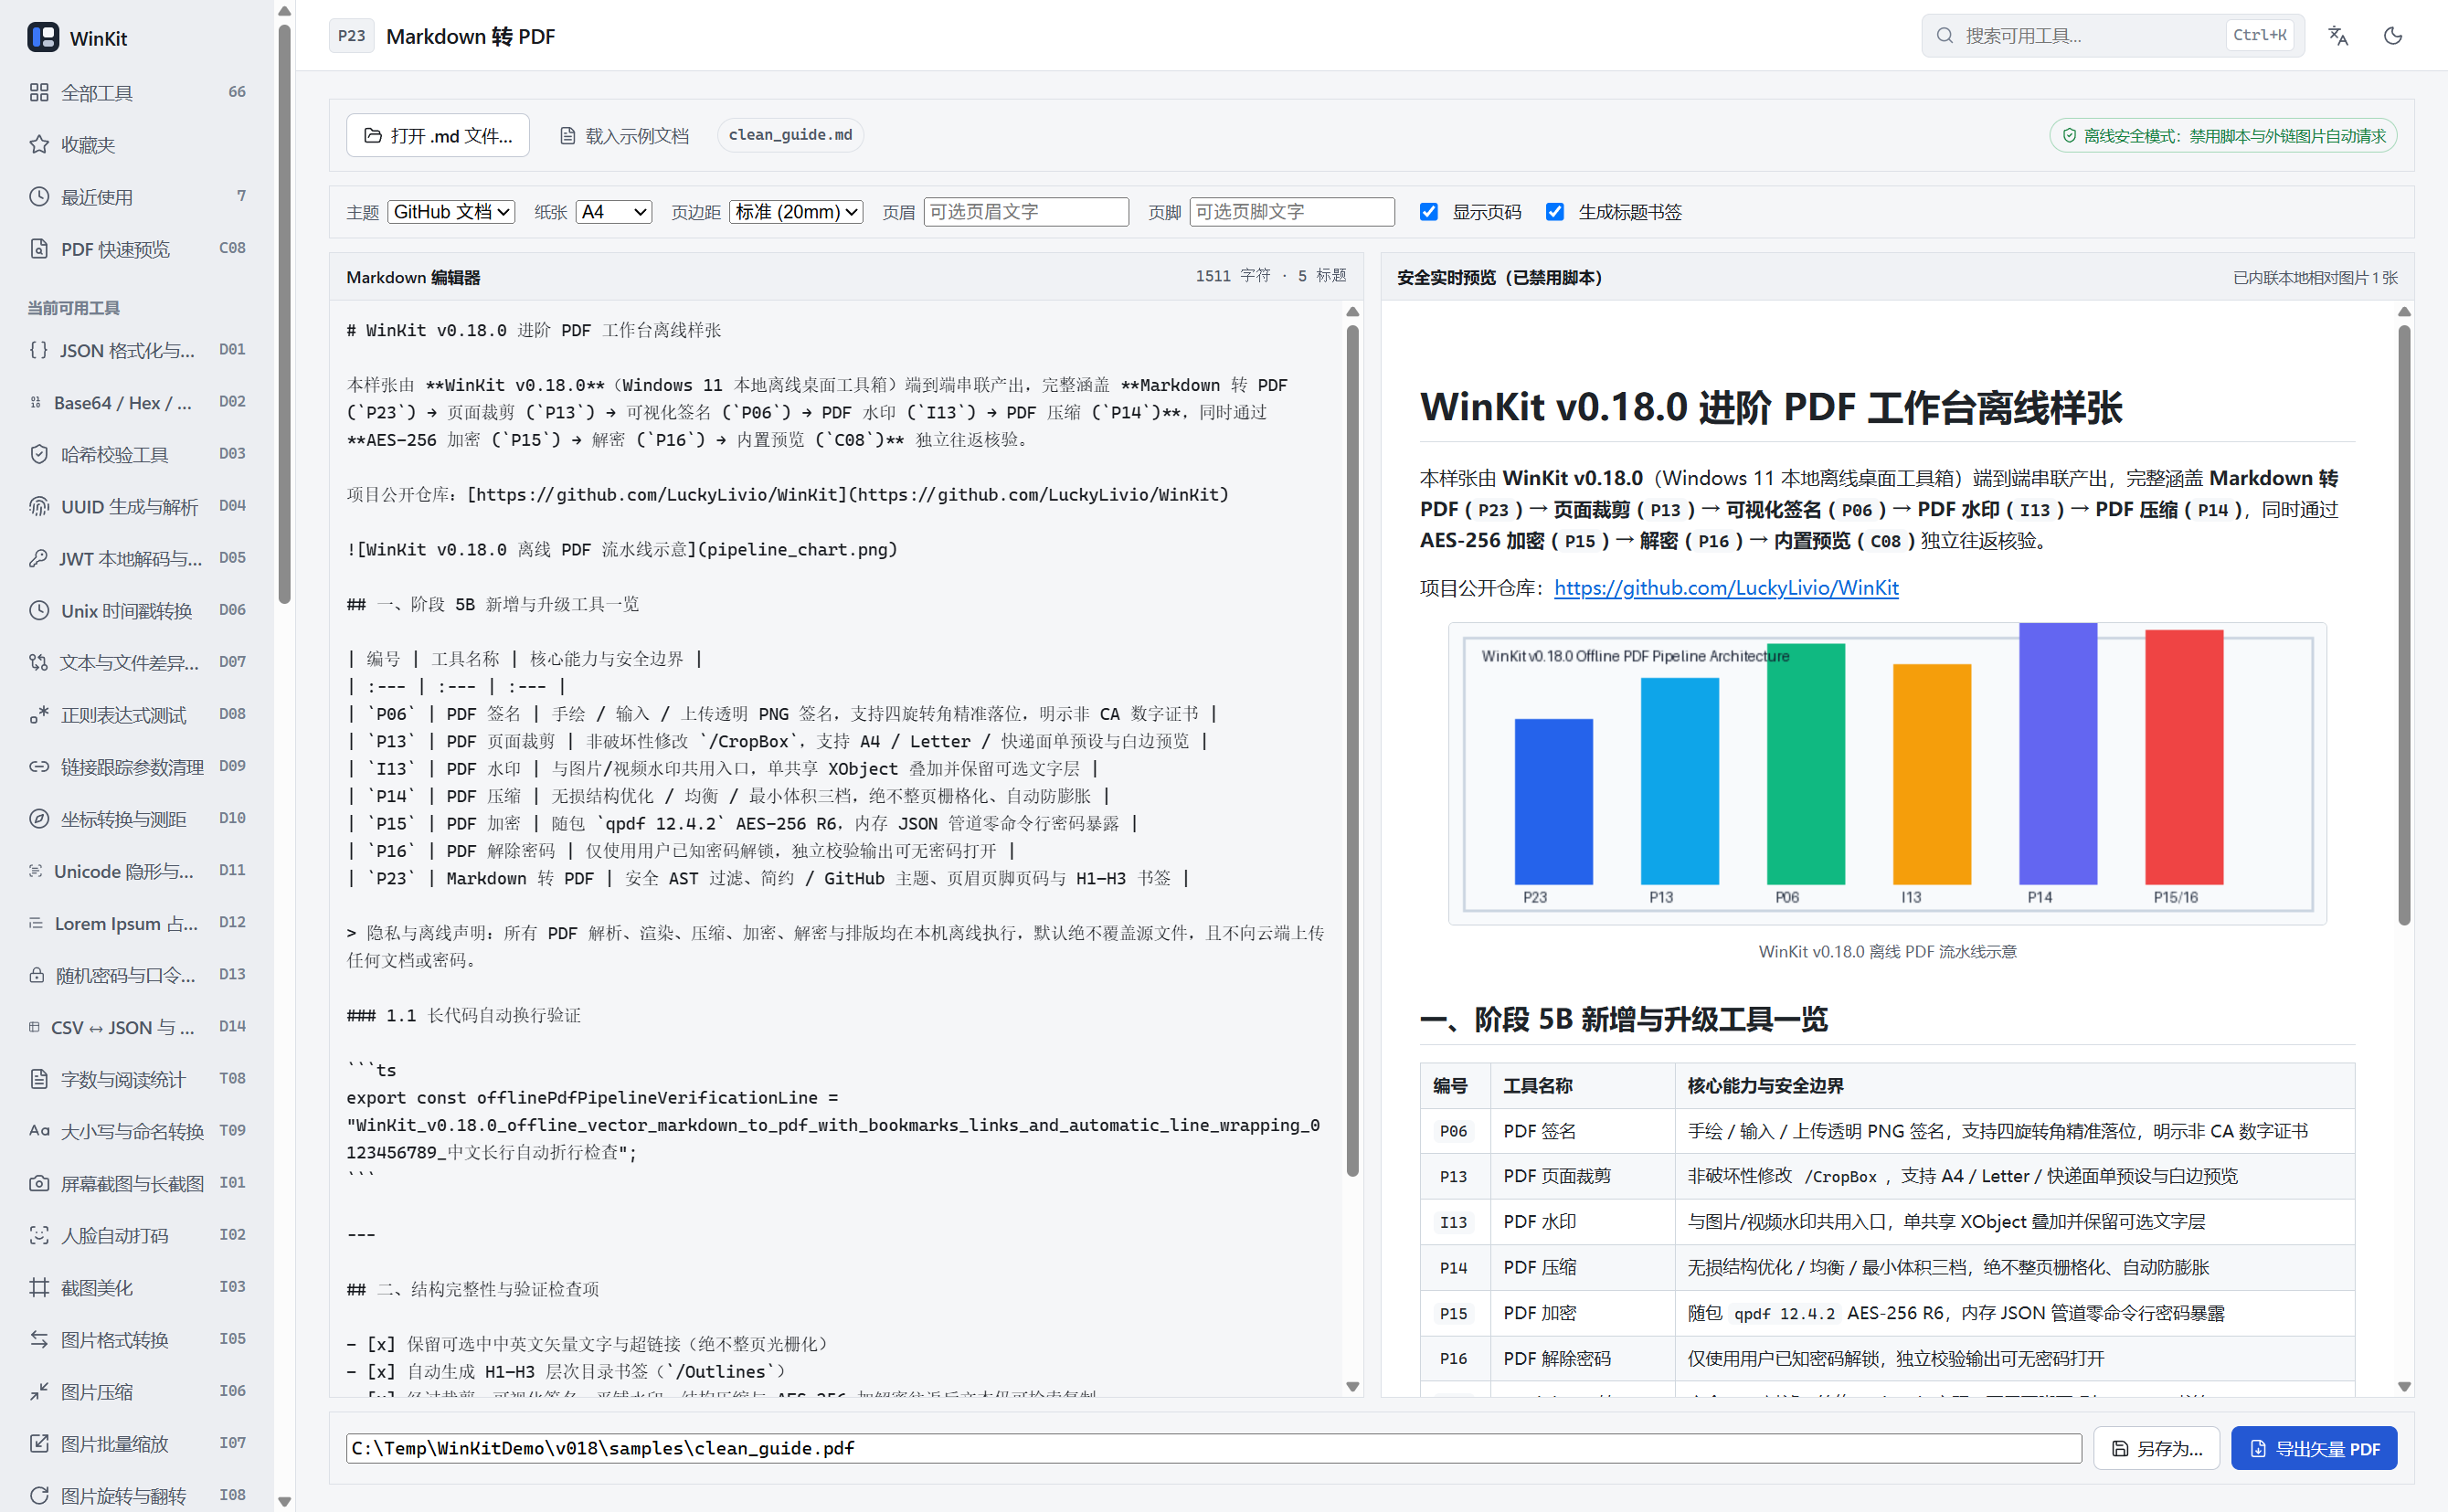 WinKit
全部工具 66
收藏夹
最近使用 7
PDF 快速预览 C08
当前可用工具
JSON 格式化与... D01
Base64 / Hex / ... D02
哈希校验工具 D03
UUID 生成与解析 D04
JWT 本地解码与... D05
Unix 时间戳转换 D06
文本与文件差异... D07
正则表达式测试 D08
链接跟踪参数清理 D09
坐标转换与测距 D10
Unicode 隐形与... D11
Lorem Ipsum 占... D12
随机密码与口令... D13
CSV ↔ JSON 与 ... D14
字数与阅读统计 T08
大小写与命名转换 T09
屏幕截图与长截图 I01
人脸自动打码 I02
截图美化 I03
图片格式转换 I05
图片压缩 I06
图片批量缩放 I07
图片旋转与翻转 I08
P23 Markdown 转 PDF
搜索可用工具... Ctrl+K
打开 .md 文件... 载入示例文档 clean_guide.md
离线安全模式：禁用脚本与外链图片自动请求
主题 GitHub 文档 纸张 A4 页边距 标准 (20mm) 页眉 可选页眉文字 页脚 可选页脚文字 显示页码 生成标题书签
Markdown 编辑器 1511 字符 · 5 标题
# WinKit v0.18.0 进阶 PDF 工作台离线样张
本样张由 **WinKit v0.18.0**（Windows 11 本地离线桌面工具箱）端到端串联产出，完整涵盖 **Markdown 转 PDF
(`P23`) → 页面裁剪 (`P13`) → 可视化签名 (`P06`) → PDF 水印 (`I13`) → PDF 压缩 (`P14`)**，同时通过
**AES-256 加密 (`P15`) → 解密 (`P16`) → 内置预览 (`C08`)** 独立往返核验。
项目公开仓库：[https://github.com/LuckyLivio/WinKit](https://github.com/LuckyLivio/WinKit)
![WinKit v0.18.0 离线 PDF 流水线示意](pipeline_chart.png)
## 一、阶段 5B 新增与升级工具一览
| 编号 | 工具名称 | 核心能力与安全边界 |
| :--- | :--- | :--- |
| `P06` | PDF 签名 | 手绘 / 输入 / 上传透明 PNG 签名，支持四旋转角精准落位，明示非 CA 数字证书 |
| `P13` | PDF 页面裁剪 | 非破坏性修改 `/CropBox`，支持 A4 / Letter / 快递面单预设与白边预览 |
| `I13` | PDF 水印 | 与图片/视频水印共用入口，单共享 XObject 叠加并保留可选文字层 |
| `P14` | PDF 压缩 | 无损结构优化 / 均衡 / 最小体积三档，绝不整页栅格化、自动防膨胀 |
| `P15` | PDF 加密 | 随包 `qpdf 12.4.2` AES-256 R6，内存 JSON 管道零命令行密码暴露 |
| `P16` | PDF 解除密码 | 仅使用用户已知密码解锁，独立校验输出可无密码打开 |
| `P23` | Markdown 转 PDF | 安全 AST 过滤、简约 / GitHub 主题、页眉页脚页码与 H1-H3 书签 |
> 隐私与离线声明：所有 PDF 解析、渲染、压缩、加密、解密与排版均在本机离线执行，默认绝不覆盖源文件，且不向云端上传
任何文档或密码。
### 1.1 长代码自动换行验证
```ts
export const offlinePdfPipelineVerificationLine =
"WinKit_v0.18.0_offline_vector_markdown_to_pdf_with_bookmarks_links_and_automatic_line_wrapping_0
123456789_中文长行自动折行检查";
```
---
## 二、结构完整性与验证检查项
- [x] 保留可选中中英文矢量文字与超链接（绝不整页光栅化）
- [x] 自动生成 H1-H3 层次目录书签（`/Outlines`）
安全实时预览（已禁用脚本） 已内联本地相对图片 1 张
WinKit v0.18.0 进阶 PDF 工作台离线样张
本样张由 WinKit v0.18.0（Windows 11 本地离线桌面工具箱）端到端串联产出，完整涵盖 Markdown 转
PDF ( P23 ) → 页面裁剪 ( P13 ) → 可视化签名 ( P06 ) → PDF 水印 ( I13 ) → PDF 压缩 ( P14 )，同时通过
AES-256 加密 ( P15 ) → 解密 ( P16 ) → 内置预览 ( C08 ) 独立往返核验。
项目公开仓库：https://github.com/LuckyLivio/WinKit
WinKit v0.18.0 Offline PDF Pipeline Architecture
P23 P13 P06 I13 P14 P15/16
WinKit v0.18.0 离线 PDF 流水线示意
一、阶段 5B 新增与升级工具一览
编号 工具名称 核心能力与安全边界
P06 PDF 签名 手绘 / 输入 / 上传透明 PNG 签名，支持四旋转角精准落位，明示非 CA 数字证书
P13 PDF 页面裁剪 非破坏性修改 /CropBox ，支持 A4 / Letter / 快递面单预设与白边预览
I13 PDF 水印 与图片/视频水印共用入口，单共享 XObject 叠加并保留可选文字层
P14 PDF 压缩 无损结构优化 / 均衡 / 最小体积三档，绝不整页栅格化、自动防膨胀
P15 PDF 加密 随包 qpdf 12.4.2 AES-256 R6，内存 JSON 管道零命令行密码暴露
P16 PDF 解除密码 仅使用用户已知密码解锁，独立校验输出可无密码打开
C:\Temp\WinKitDemo\v018\samples\clean_guide.pdf
另存为... 导出矢量 PDF